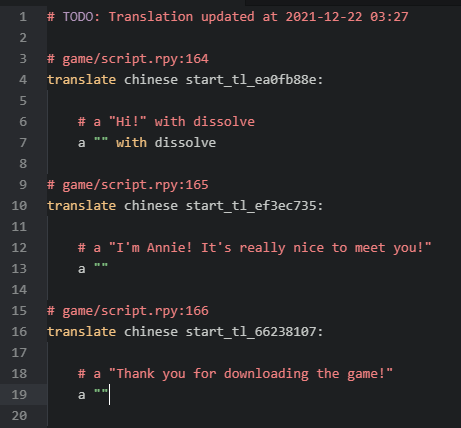 1 # TODO: Translation updated at 2021-12-22 03:27
2
3 # game/script.rpy:164
4 translate chinese start_tl_ea0fb88e:
5
6 # a "Hi!" with dissolve
7 a "" with dissolve
8
9 # game/script.rpy:165
10 translate chinese start_tl_ef3ec735:
11
12 # a "I'm Annie! It's really nice to meet you!"
13 a ""
14
15 # game/script.rpy:166
16 translate chinese start_tl_66238107:
17
18 # a "Thank you for downloading the game!"
19 a ""
20